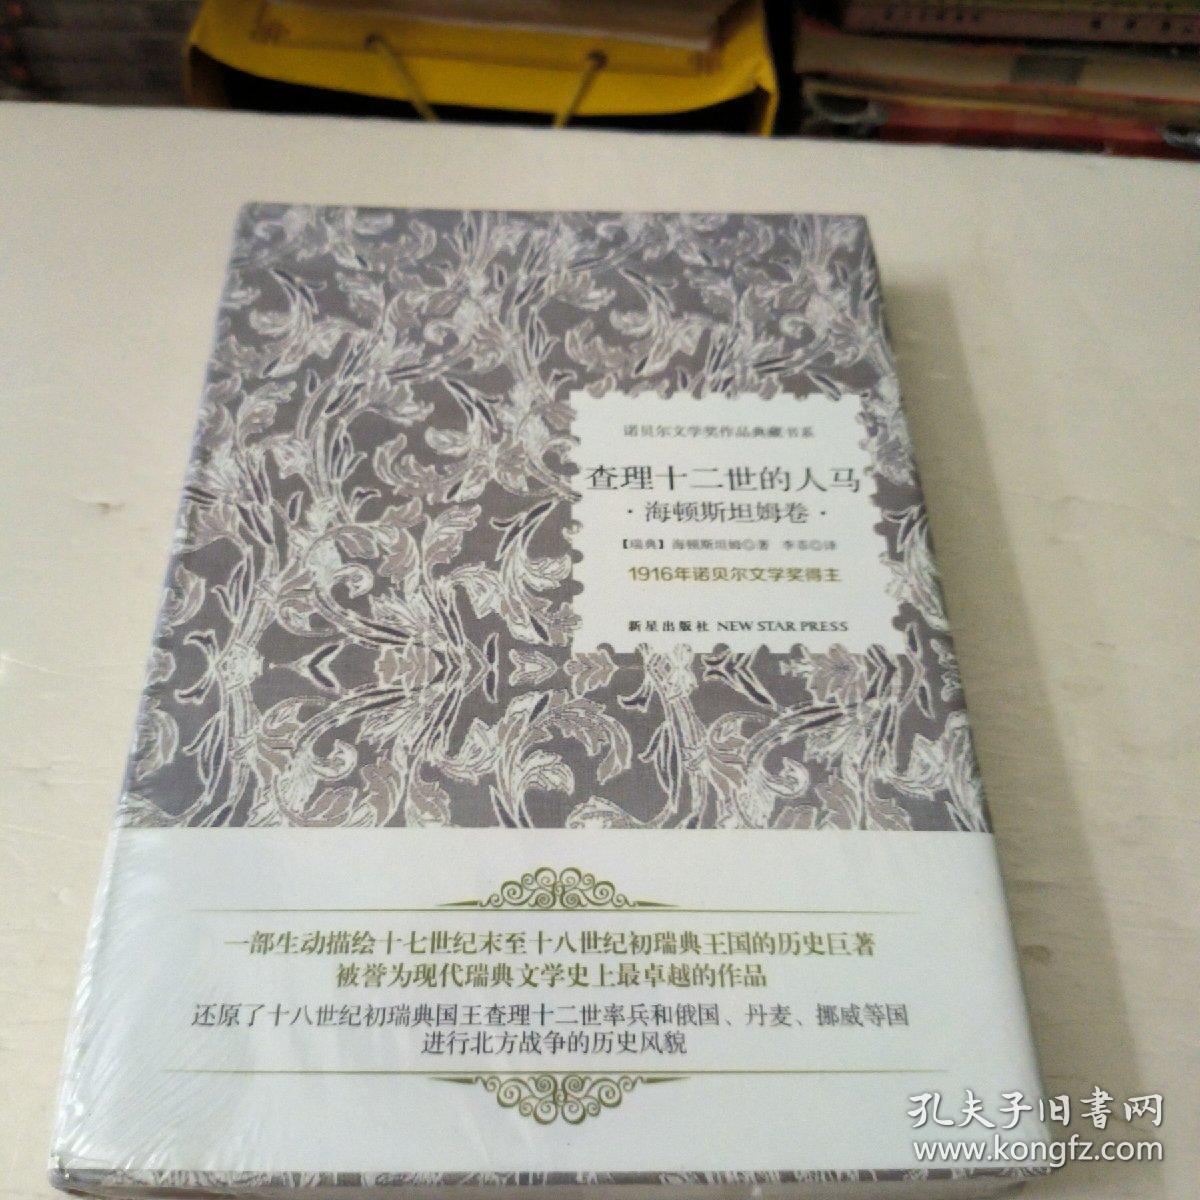 诺贝尔文学奖作品典藏书系
查理十二世的人马
·海顿斯坦姆卷·
【瑞典】海顿斯坦姆◎著 李茶◎译
1916年诺贝尔文学奖得主
新星出版社 NEW STAR PRESS
一部生动描绘十七世纪末至十八世纪初瑞典王国的历史巨著
被誉为现代瑞典文学史上最卓越的作品
还原了十八世纪初瑞典国王查理十二世率兵和俄国、丹麦、挪威等国
进行北方战争的历史风貌
孔夫子旧书网
www.kongfz.com